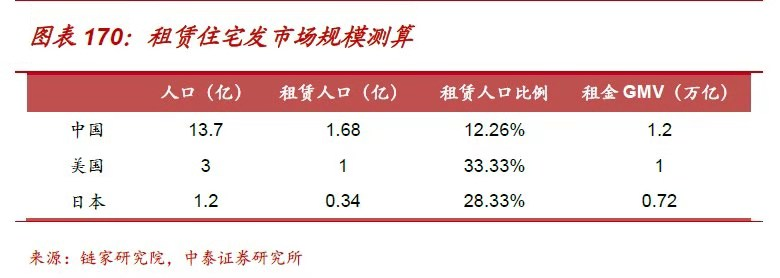 图表 170：租赁住宅发市场规模测算
人口（亿） 租赁人口（亿） 租赁人口比例 租金 GMV（万亿）
中国 13.7 1.68 12.26% 1.2
美国 3 1 33.33% 1
日本 1.2 0.34 28.33% 0.72
来源：链家研究院，中泰证券研究所